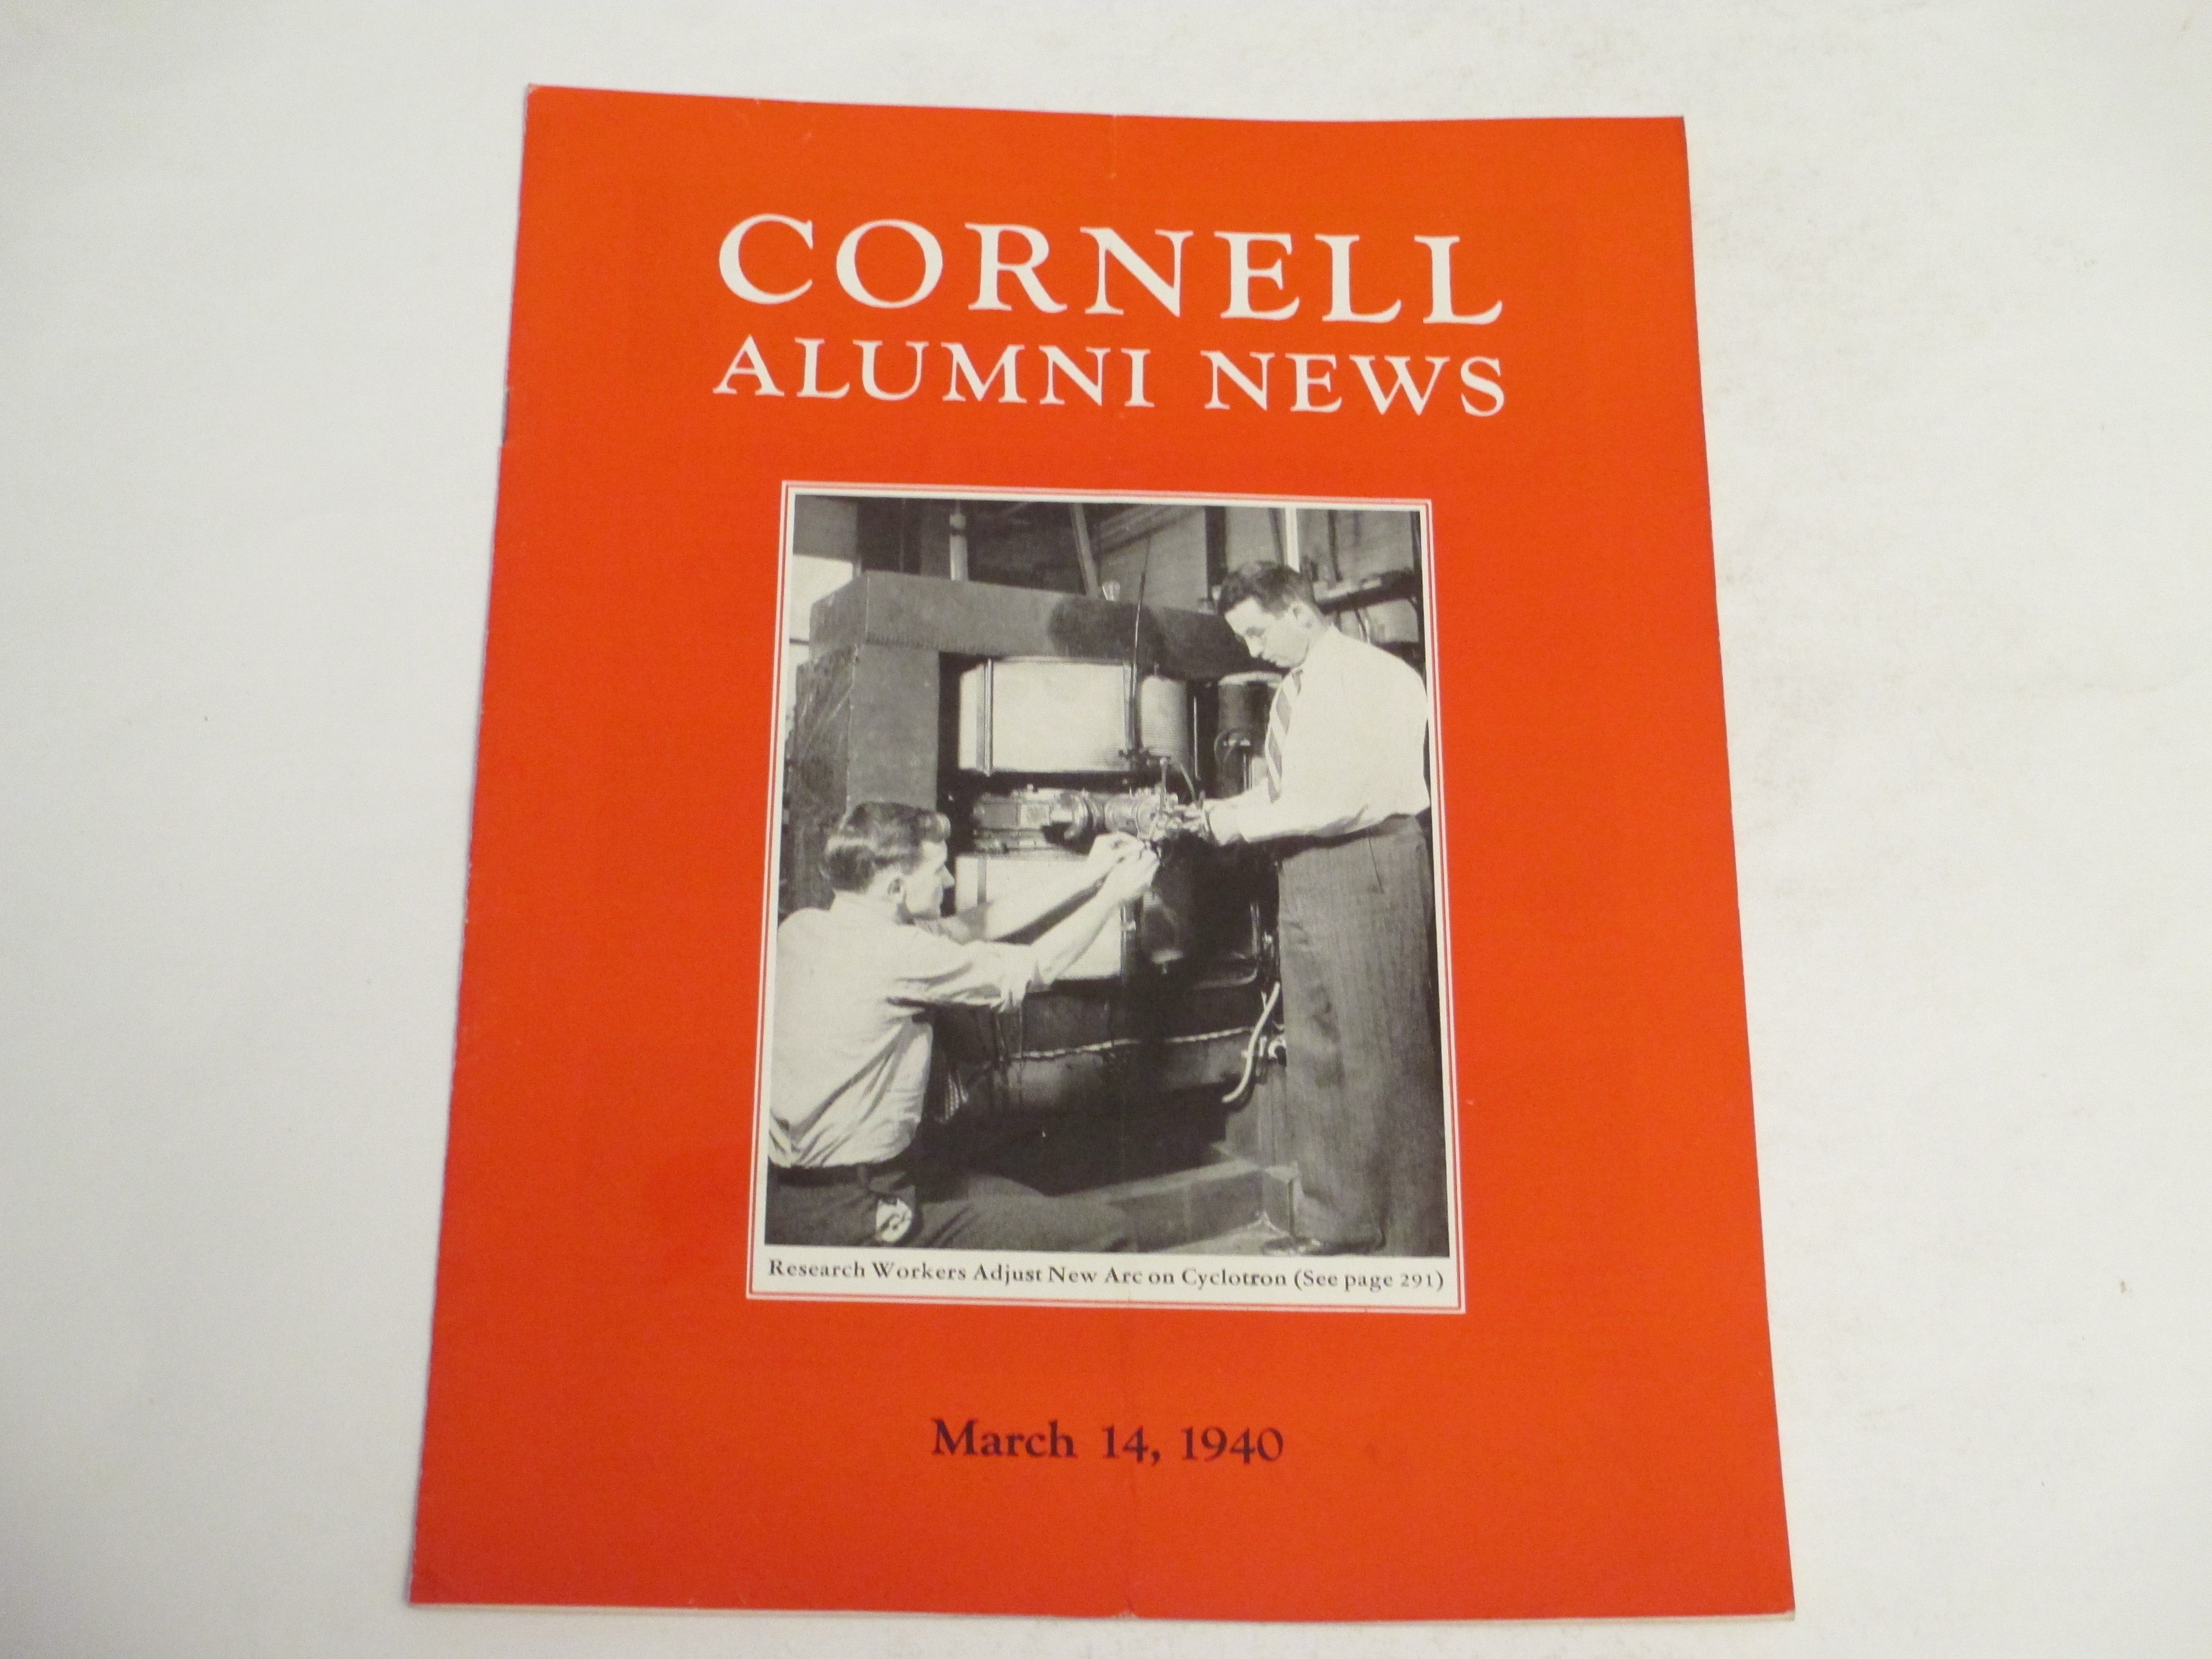 CORNELL
ALUMNI NEWS
Research Workers Adjust New Arc on Cyclotron (See page 291)
March 14, 1940